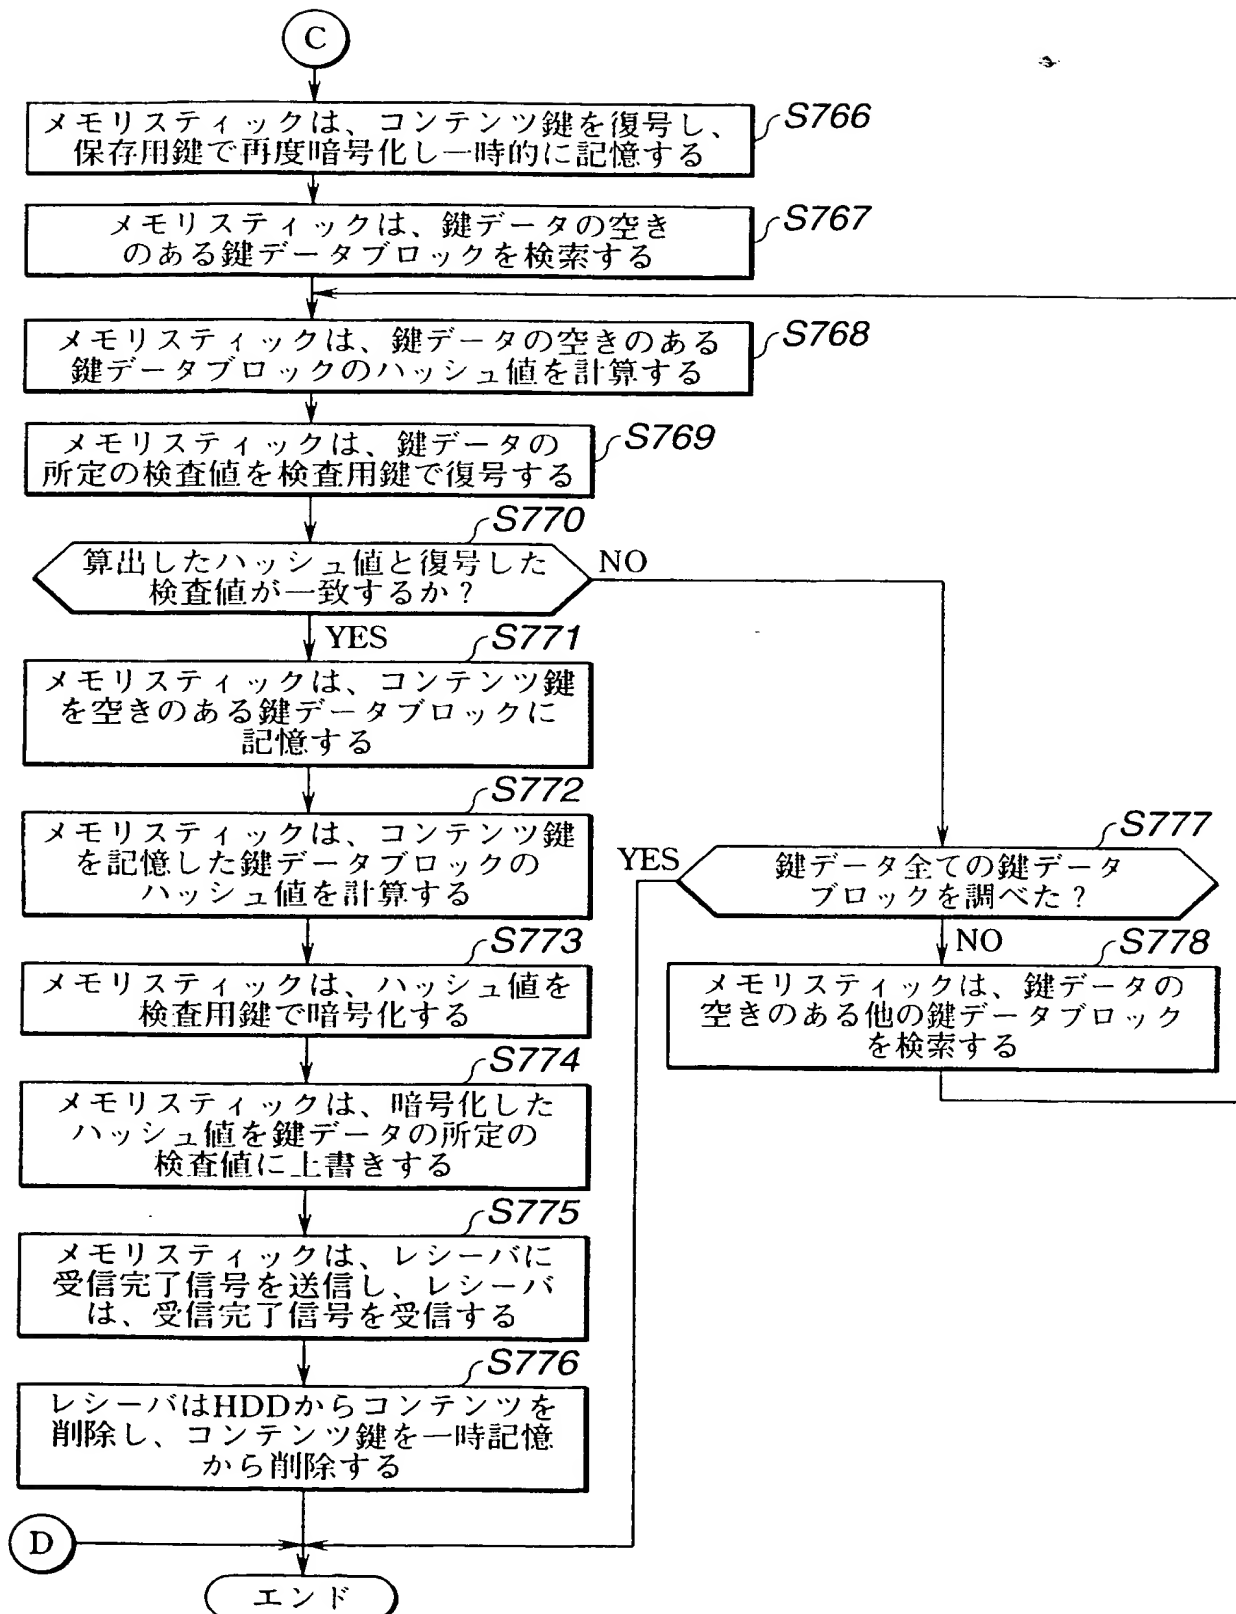 C
S766
メモリスティックは、コンテンツ鍵を復号し、
保存用鍵で再度暗号化し一時的に記憶する
S767
メモリスティックは、鍵データの空き
のある鍵データブロックを検索する
S768
メモリスティックは、鍵データの空きのある
鍵データブロックのハッシュ値を計算する
S769
メモリスティックは、鍵データの
所定の検査値を検査用鍵で復号する
S770
算出したハッシュ値と復号した
検査値が一致するか?
NO
YES
S771
メモリスティックは、コンテンツ鍵
を空きのある鍵データブロックに
記憶する
S772
メモリスティックは、コンテンツ鍵
を記憶した鍵データブロックの
ハッシュ値を計算する
S773
メモリスティックは、ハッシュ値を
検査用鍵で暗号化する
S774
メモリスティックは、暗号化した
ハッシュ値を鍵データの所定の
検査値に上書きする
S775
メモリスティックは、レシーバに
受信完了信号を送信し、レシーバ
は、受信完了信号を受信する
S776
レシーバはHDDからコンテンツを
削除し、コンテンツ鍵を一時記憶
から削除する
S777
YES
鍵データ全ての鍵データ
ブロックを調べた?
NO
S778
メモリスティックは、鍵データの
空きのある他の鍵データブロック
を検索する
D
エンド